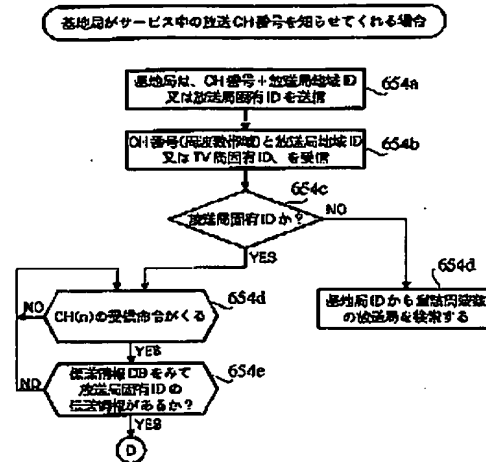 基地局がサービス中の放送CH番号を知らせてくれる場合
基地局は、CH番号+放送局地域ID
又は放送局固有IDを送信
654a
CH番号(周波数帯域)と放送局地域ID
又はTV局固有ID、を受信
654b
654c
放送局固有IDか?
NO
YES
654d
CH(n)の受信命令がくる
NO
YES
654d
基地局IDから
の放送局を検索する
伝送情報DBをみて
放送局固有IDの
伝送情報があるか?
654e
NO
YES
D